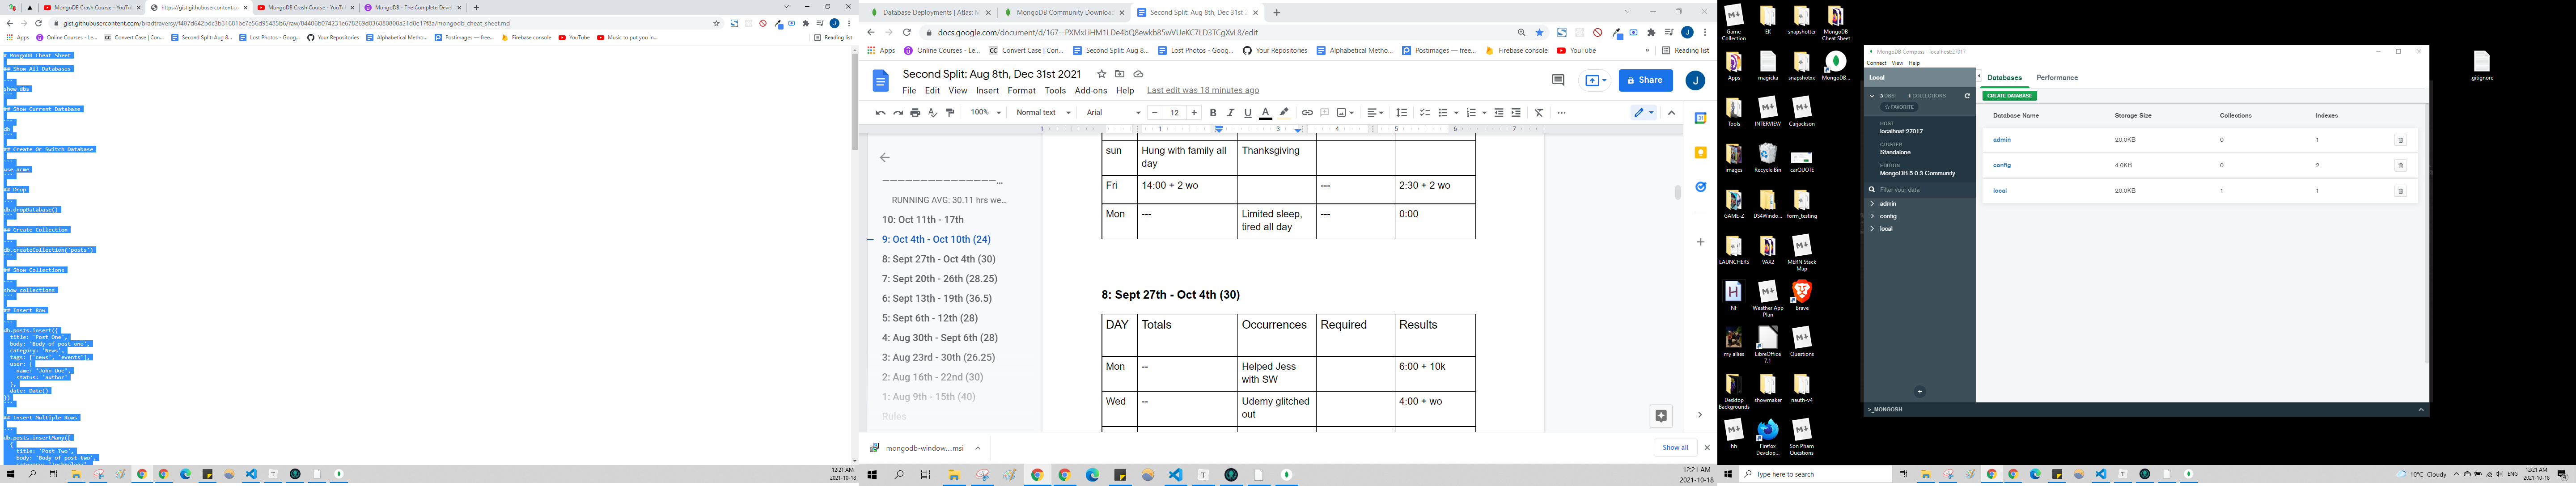 MongoDB Crash Course - YouTu
https://gist.githubusercontent.c
MongoDB Crash Course - YouTu
MongoDB - The Complete Devel
gist.githubusercontent.com/bradtraversy/f407d642bdc3b31681bc7e56d95485b6/raw/84406b074231e678269d036880808a21d8e17f8a/mongodb_cheat_sheet.md
Apps
Online Courses - Le...
Convert Case | Con...
Second Split: Aug 8...
Lost Photos - Goog...
Your Repositories
Alphabetical Metho...
Postimages — free...
Firebase console
YouTube
Music to put you in...
Reading list
# MongoDB Cheat Sheet
## Show All Databases
```
show dbs
```
## Show Current Database
```
db
```
## Create Or Switch Database
```
use acme
```
## Drop
```
db.dropDatabase()
```
## Create Collection
```
db.createCollection('posts')
```
## Show Collections
```
show collections
```
## Insert Row
```
db.posts.insert({
title: 'Post One',
body: 'Body of post one',
category: 'News',
tags: ['news', 'events'],
user: {
name: 'John Doe',
status: 'author'
},
date: Date()
})
```
## Insert Multiple Rows
```
db.posts.insertMany([
{
title: 'Post Two',
body: 'Body of post two',
category: 'Technology',
12:21 AM
2021-10-18
Database Deployments | Atlas: M
MongoDB Community Download
Second Split: Aug 8th, Dec 31st 2
docs.google.com/document/d/167--PXMxLiHM1LDe4bQ8ewkb85wVUeKC7LD3TCgXvL8/edit
Apps
Online Courses - Le...
Convert Case | Con...
Second Split: Aug 8...
Lost Photos - Goog...
Your Repositories
Alphabetical Metho...
Postimages — free...
Firebase console
YouTube
Reading list
Second Split: Aug 8th, Dec 31st 2021
File Edit View Insert Format Tools Add-ons Help Last edit was 18 minutes ago
Share
J
100% Normal text Arial 12
RUNNING AVG: 30.11 hrs we...
10: Oct 11th - 17th
9: Oct 4th - Oct 10th (24)
8: Sept 27th - Oct 4th (30)
7: Sept 20th - 26th (28.25)
6: Sept 13th - 19th (36.5)
5: Sept 6th - 12th (28)
4: Aug 30th - Sept 6th (28)
3: Aug 23rd - 30th (26.25)
2: Aug 16th - 22nd (30)
1: Aug 9th - 15th (40)
Rules
sun Hung with family all day Thanksgiving
Fri 14:00 + 2 wo --- 2:30 + 2 wo
Mon --- Limited sleep, tired all day --- 0:00
8: Sept 27th - Oct 4th (30)
DAY Totals Occurrences Required Results
Mon -- Helped Jess with SW 6:00 + 10k
Wed -- Udemy glitched out 4:00 + wo
mongodb-window....msi
Show all
12:21 AM
2021-10-18
Game Collection
EK
snapshotter
MongoDB Cheat Sheet
Apps
magicka
snapshotxx
MongoDB...
Tools
INTERVIEW
Carjackson
images
Recycle Bin
carQUOTE
GAME-Z
DS4Windo...
form_testing
LAUNCHERS
VAX2
MERN Stack Map
NF
Weather App Plan
Brave
my allies
LibreOffice 7.1
Questions
Desktop Backgrounds
showmaker
nauth-v4
hh
Firefox Develop...
Son Pham Questions
.gitignore
MongoDB Compass - localhost:27017
Connect View Help
Local
3 DBS 1 COLLECTIONS
FAVORITE
HOST
localhost:27017
CLUSTER
Standalone
EDITION
MongoDB 5.0.3 Community
Filter your data
admin
config
local
Databases Performance
CREATE DATABASE
Database Name Storage Size Collections Indexes
admin 20.0KB 0 1
config 4.0KB 0 2
local 20.0KB 1 1
>_MONGOSH
Type here to search
10°C Cloudy
ENG
12:21 AM
2021-10-18